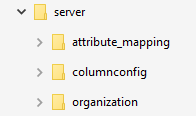 server
attribute_mapping
columnconfig
organization